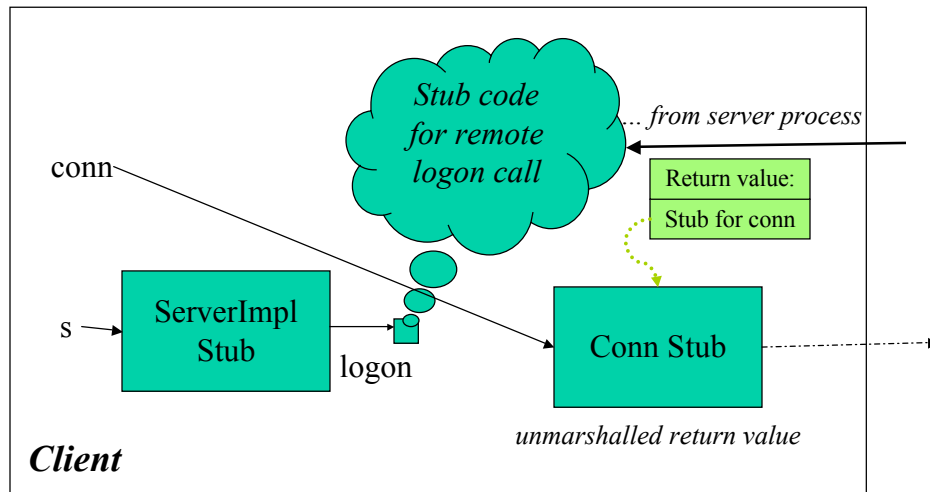 Stub code
for remote
logon call
... from server process
Return value:
Stub for conn
conn
s
ServerImpl
Stub
logon
Conn Stub
unmarshalled return value
Client